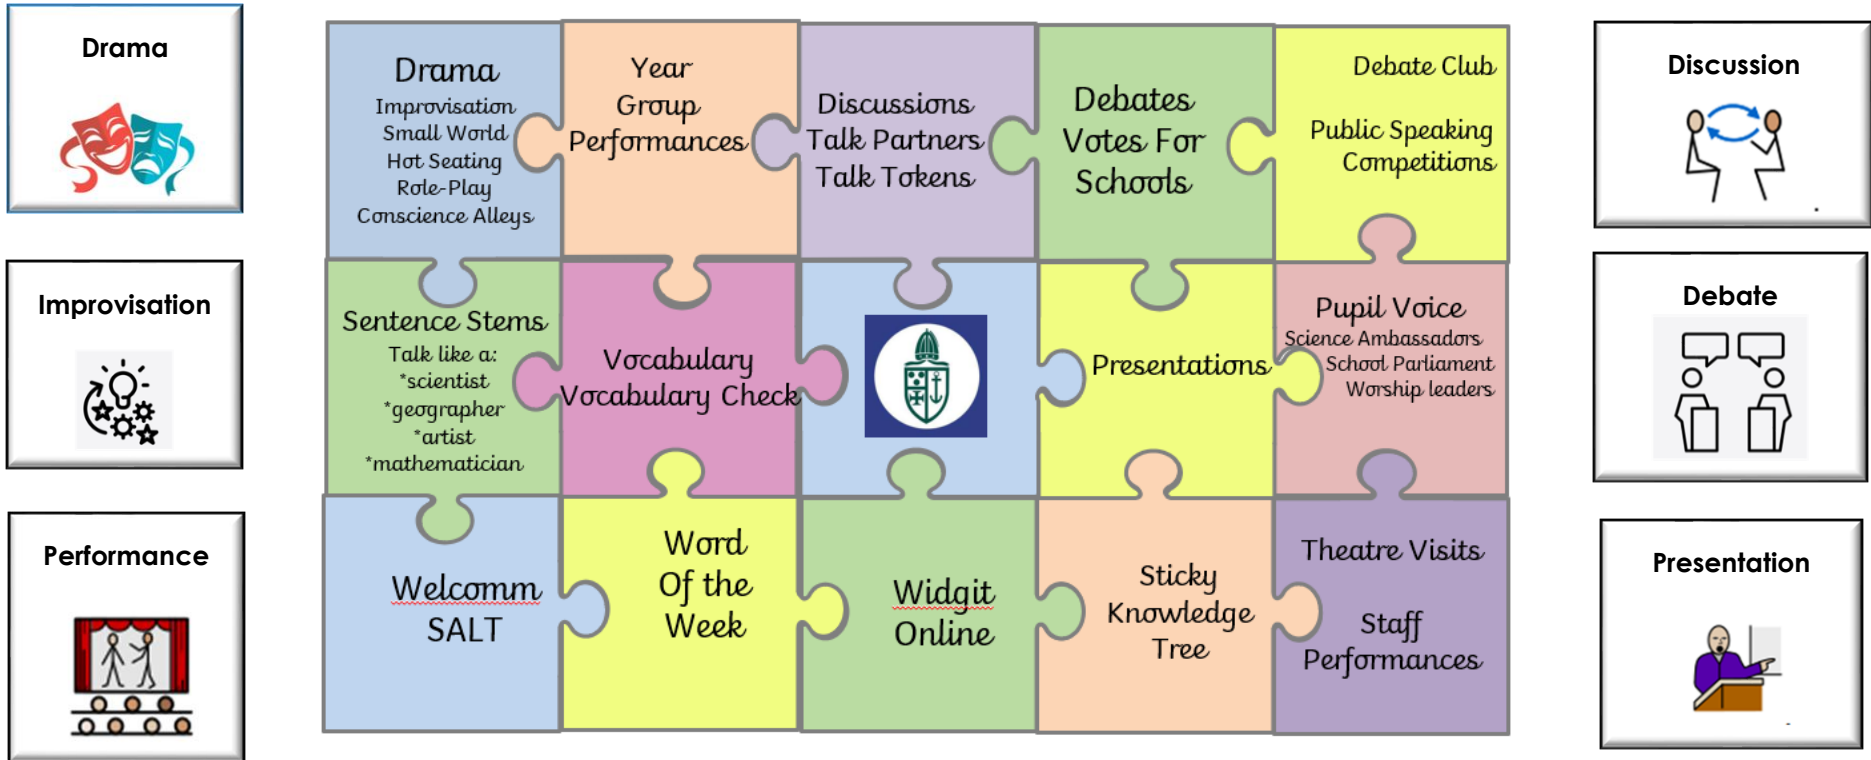 Drama
Improvisation
Performance
Drama
Improvisation
Small World
Hot Seating
Role-Play
Conscience Alleys
Year
Group
Performances
Discussions
Talk Partners
Talk Tokens
Debates
Votes For
Schools
Debate Club
Public Speaking
Competitions
Sentence Stems
Talk like a:
*scientist
*geographer
*artist
*mathematician
Vocabulary
Vocabulary Check
Presentations
Pupil Voice
Science Ambassadors
School Parliament
Worship leaders
Welcomm
SALT
Word
Of the
Week
Widgit
Online
Sticky
Knowledge
Tree
Theatre Visits
Staff
Performances
Discussion
Debate
Presentation